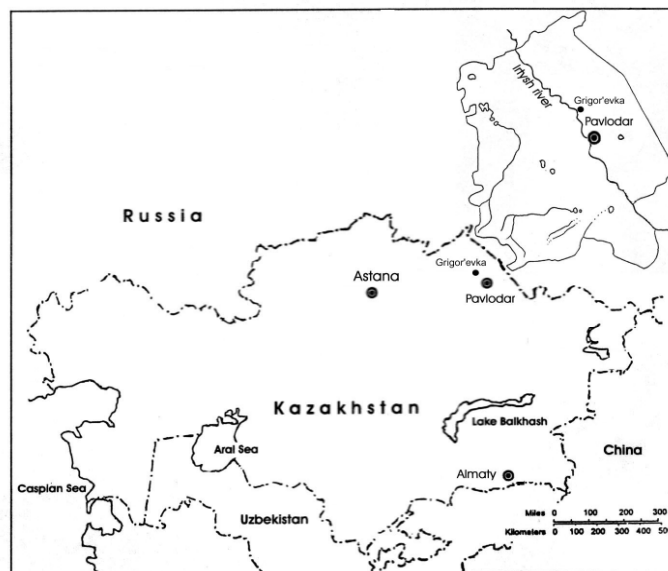 Irtysh river
Grigor'evka
Pavlodar
Russia
Grigor'evka
Astana
Pavlodar
Kazakhstan
Lake Balkhash
Aral Sea
China
Caspian Sea
Almaty
Uzbekistan
Miles 0 100 200 300
Kilometers 0 100 200 300 400 50